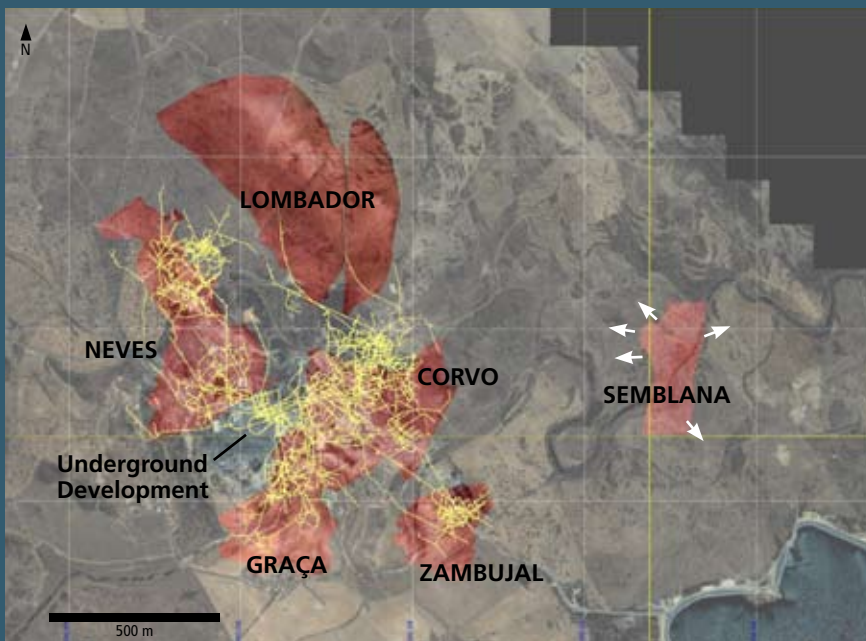 N
LOMBADOR
NEVES
CORVO
SEMBLANA
Underground
Development
GRAÇA
ZAMBUJAL
500 m